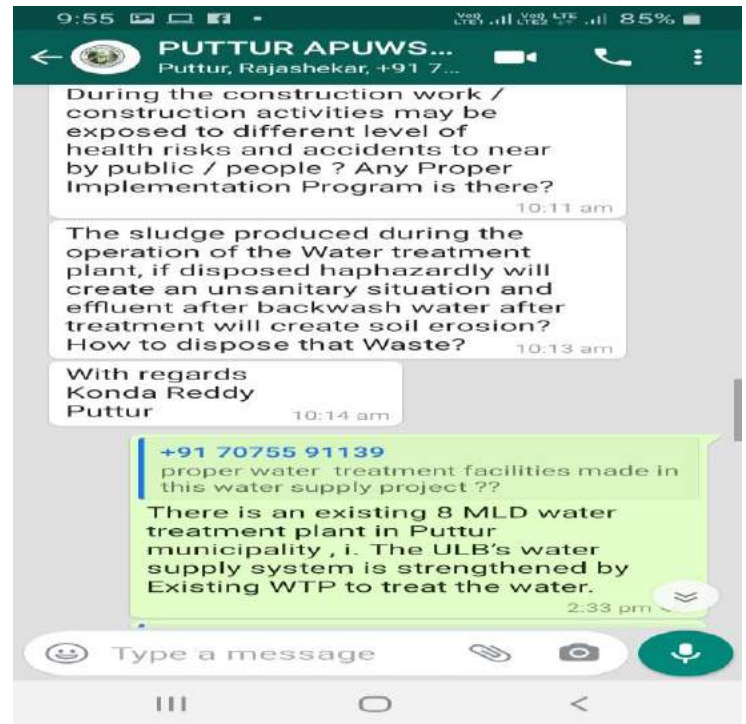 9:55
85%
PUTTUR APUWS...
Puttur, Rajashekar, +91 7...
During the construction work /
construction activities may be
exposed to different level of
health risks and accidents to near
by public / people ? Any Proper
Implementation Program is there?
10:11 am
The sludge produced during the
operation of the Water treatment
plant, if disposed haphazardly will
create an unsanitary situation and
effluent after backwash water after
treatment will create soil erosion?
How to dispose that Waste?
10:13 am
With regards
Konda Reddy
Puttur
10:14 am
+91 70755 91139
proper water treatment facilities made in
this water supply project ??
There is an existing 8 MLD water
treatment plant in Puttur
municipality , i. The ULB’s water
supply system is strengthened by
Existing WTP to treat the water.
2:33 pm
Type a message